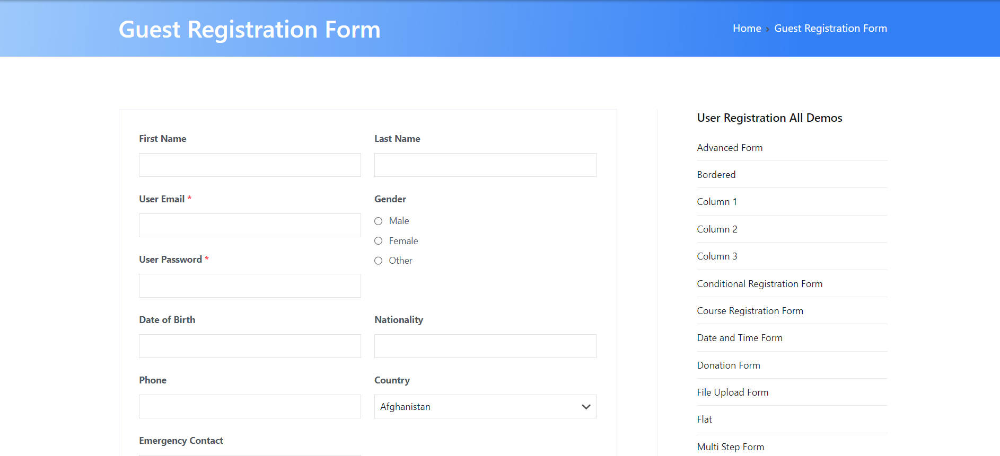 Guest Registration Form
Home › Guest Registration Form
First Name
Last Name
User Email *
Gender
Male
Female
Other
User Password *
Date of Birth
Nationality
Phone
Country
Afghanistan
Emergency Contact
User Registration All Demos
Advanced Form
Bordered
Column 1
Column 2
Column 3
Conditional Registration Form
Course Registration Form
Date and Time Form
Donation Form
File Upload Form
Flat
Multi Step Form